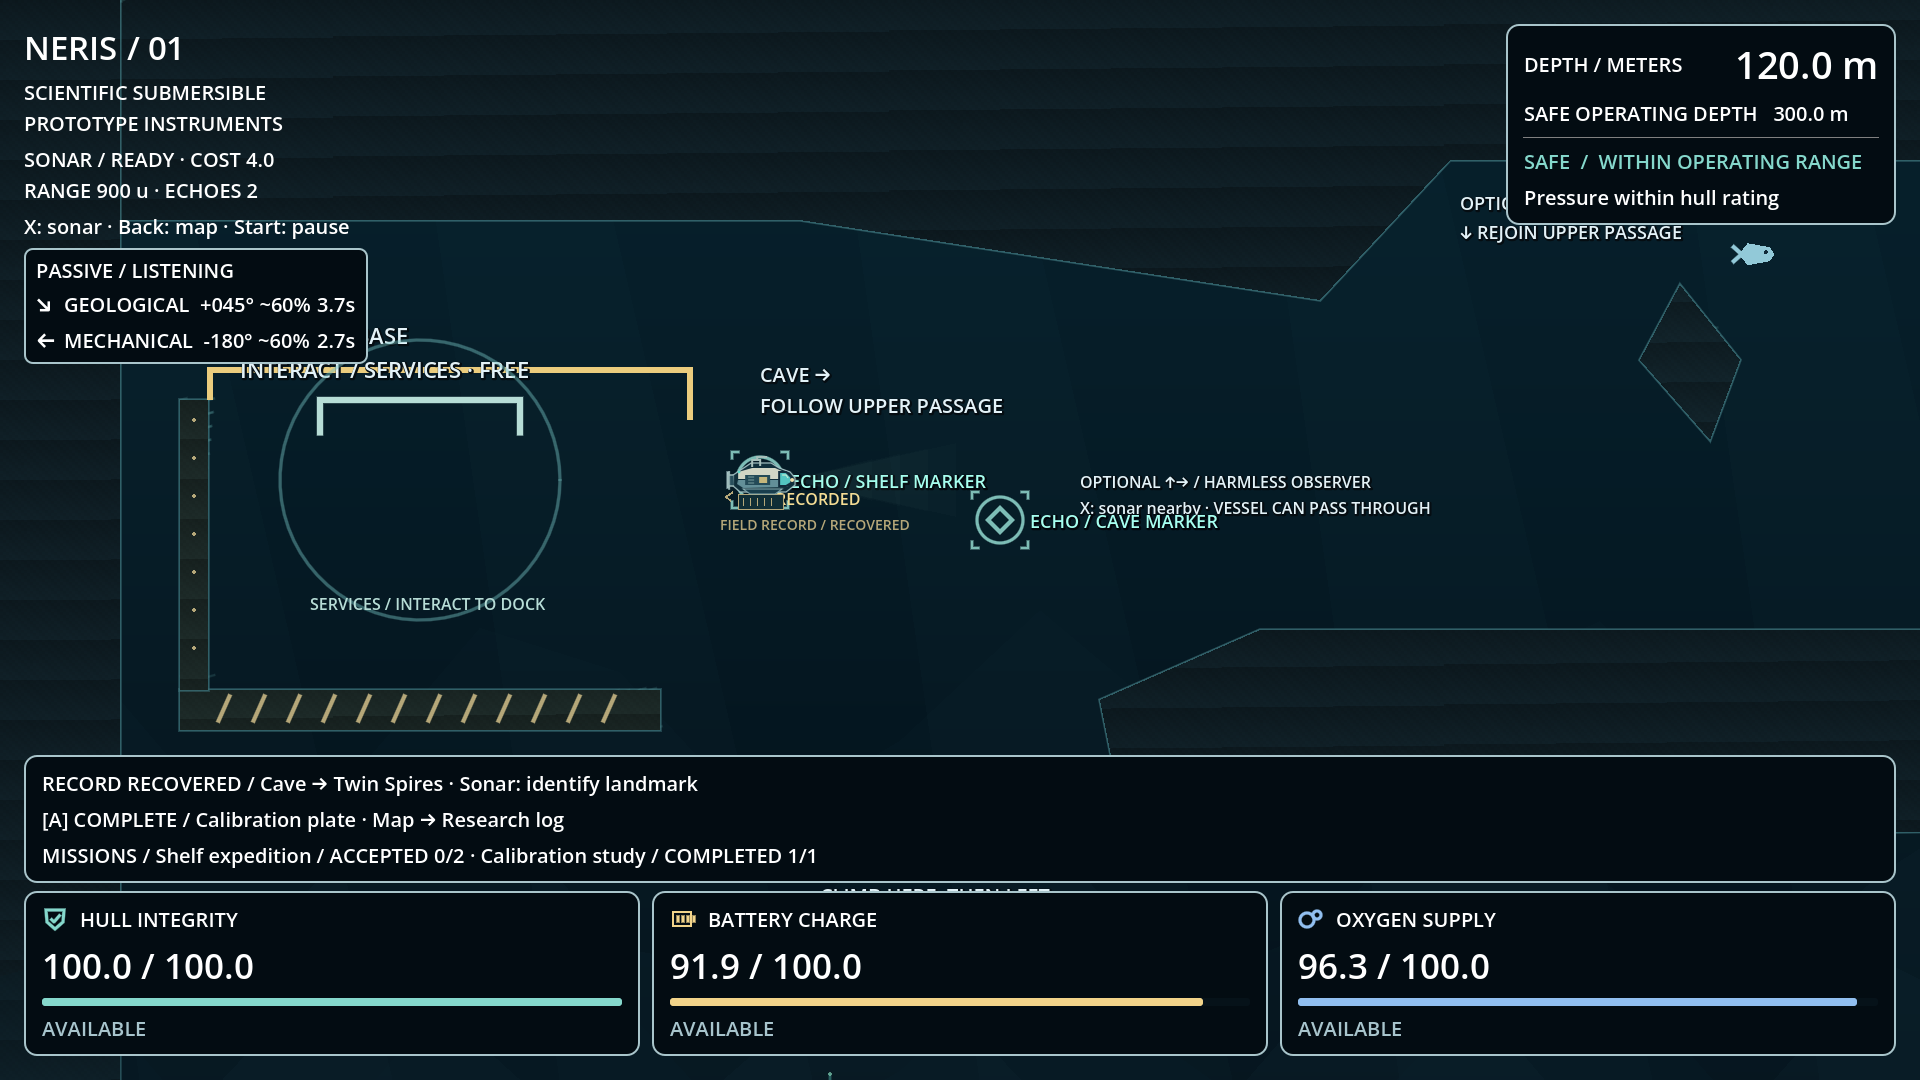 NERIS / 01
SCIENTIFIC SUBMERSIBLE
PROTOTYPE INSTRUMENTS
SONAR / READY · COST 4.0
RANGE 900 u · ECHOES 2
X: sonar · Back: map · Start: pause
PASSIVE / LISTENING
↘ GEOLOGICAL +045° ~60% 3.7s
← MECHANICAL -180° ~60% 2.7s
DEPTH / METERS 120.0 m
SAFE OPERATING DEPTH 300.0 m
SAFE / WITHIN OPERATING RANGE
Pressure within hull rating
↓ REJOIN UPPER PASSAGE
INTERACT / SERVICES · FREE
CAVE →
FOLLOW UPPER PASSAGE
ECHO / SHELF MARKER
FIELD RECORD / RECOVERED
OPTIONAL ↑→ / HARMLESS OBSERVER
X: sonar nearby · VESSEL CAN PASS THROUGH
ECHO / CAVE MARKER
SERVICES / INTERACT TO DOCK
RECORD RECOVERED / Cave → Twin Spires · Sonar: identify landmark
[A] COMPLETE / Calibration plate · Map → Research log
MISSIONS / Shelf expedition / ACCEPTED 0/2 · Calibration study / COMPLETED 1/1
HULL INTEGRITY
100.0 / 100.0
AVAILABLE
BATTERY CHARGE
91.9 / 100.0
AVAILABLE
OXYGEN SUPPLY
96.3 / 100.0
AVAILABLE